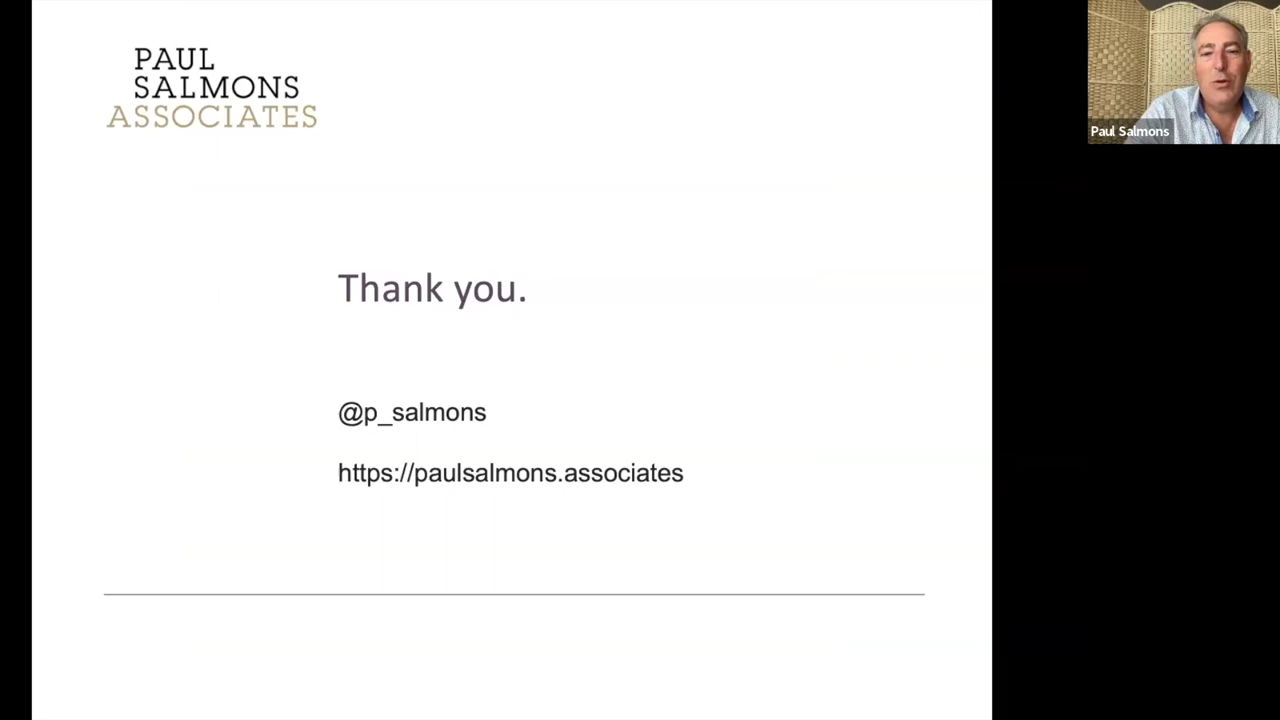 PAUL
SALMONS
ASSOCIATES
Paul Salmons
Thank you.
@p_salmons
https://paulsalmons.associates